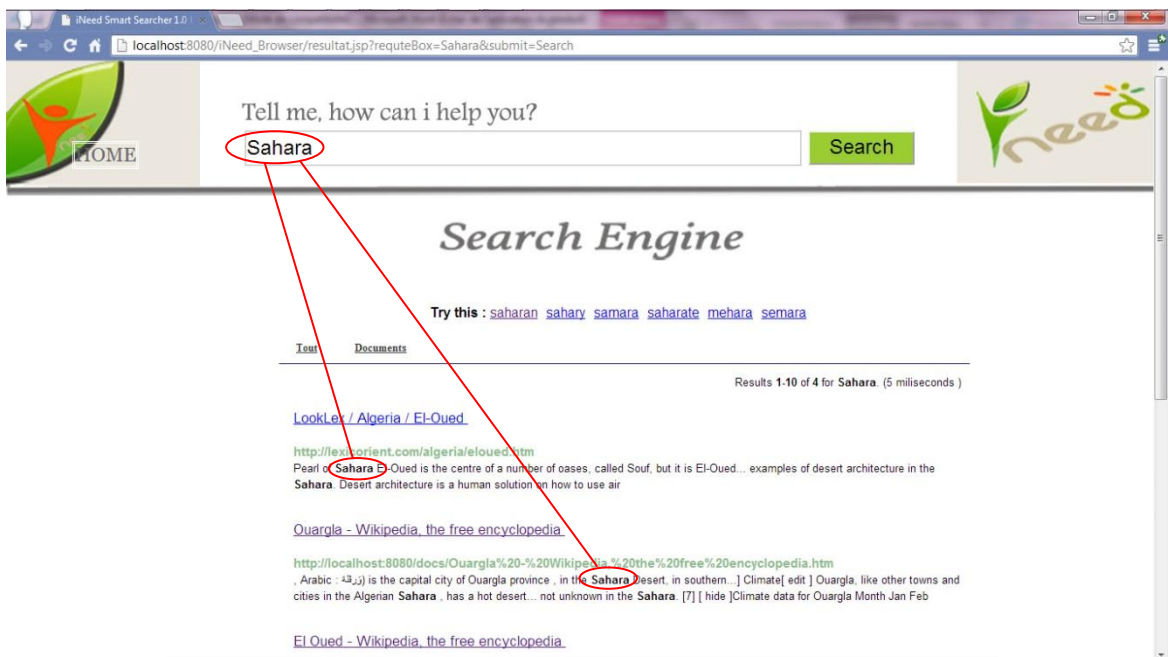 iNeed Smart Searcher 1.0
localhost:8080/iNeed_Browser/resultat.jsp?requteBox=Sahara&submit=Search
Tell me, how can i help you?
HOME
Sahara
Search
need
Search Engine
Try this : saharan sahary samara saharate mehara semara
Tout Documents
Results 1-10 of 4 for Sahara. (5 miliseconds )
LookLex / Algeria / El-Oued
http://lexicorient.com/algeria/eloued.htm
Pearl of Sahara El-Oued is the centre of a number of oases, called Souf, but it is El-Oued... examples of desert architecture in the
Sahara. Desert architecture is a human solution on how to use air
Ouargla - Wikipedia, the free encyclopedia
http://localhost:8080/docs/Ouargla%20-%20Wikipedia,%20the%20free%20encyclopedia.htm
, Arabic : ورقلة) is the capital city of Ouargla province , in the Sahara Desert, in southern...] Climate[ edit ] Ouargla, like other towns and
cities in the Algerian Sahara , has a hot desert... not unknown in the Sahara. [7] [ hide ]Climate data for Ouargla Month Jan Feb
El Oued - Wikipedia, the free encyclopedia